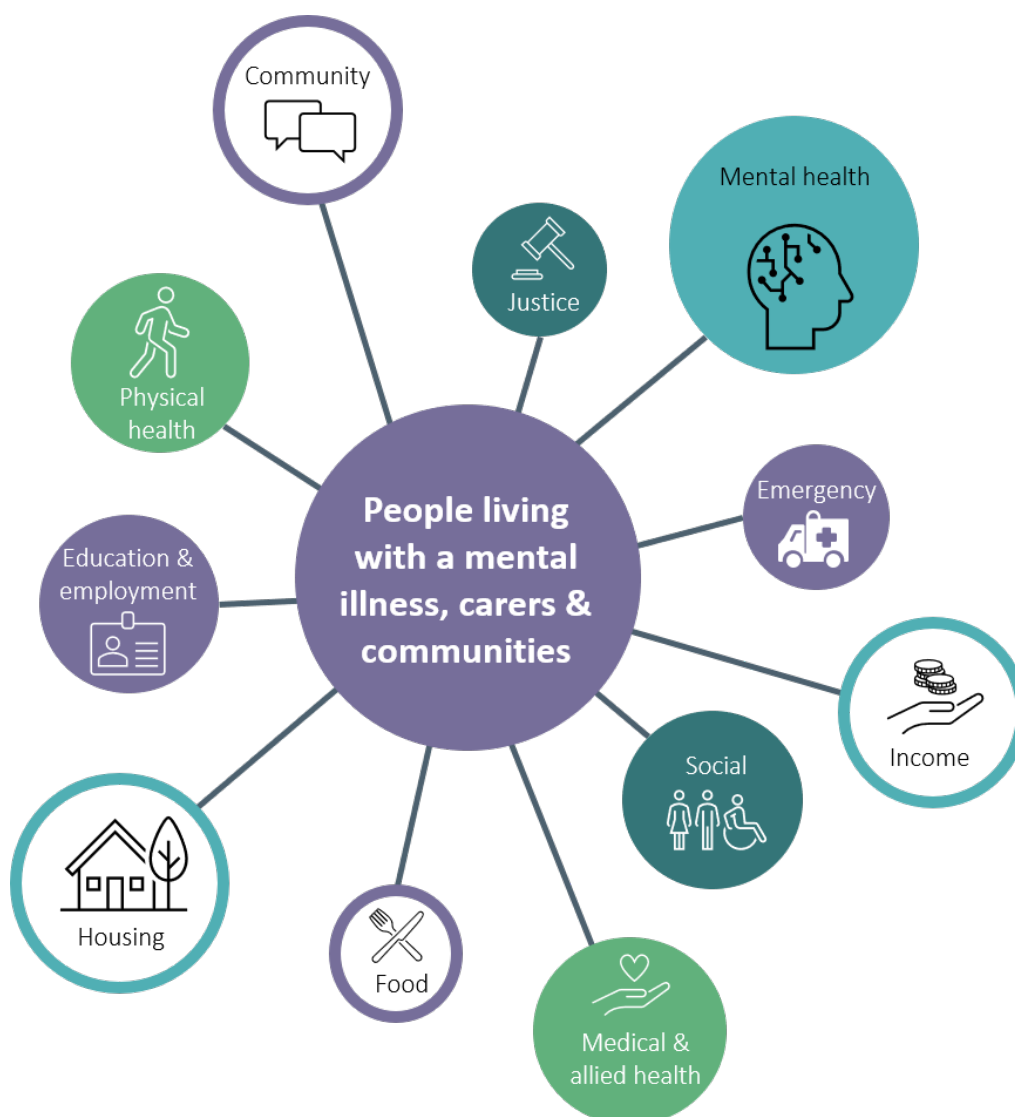 Community
Mental health
Justice
Physical
health
People living
with a mental
illness, carers &
communities
Emergency
Education &
employment
Income
Social
Housing
Food
Medical &
allied health